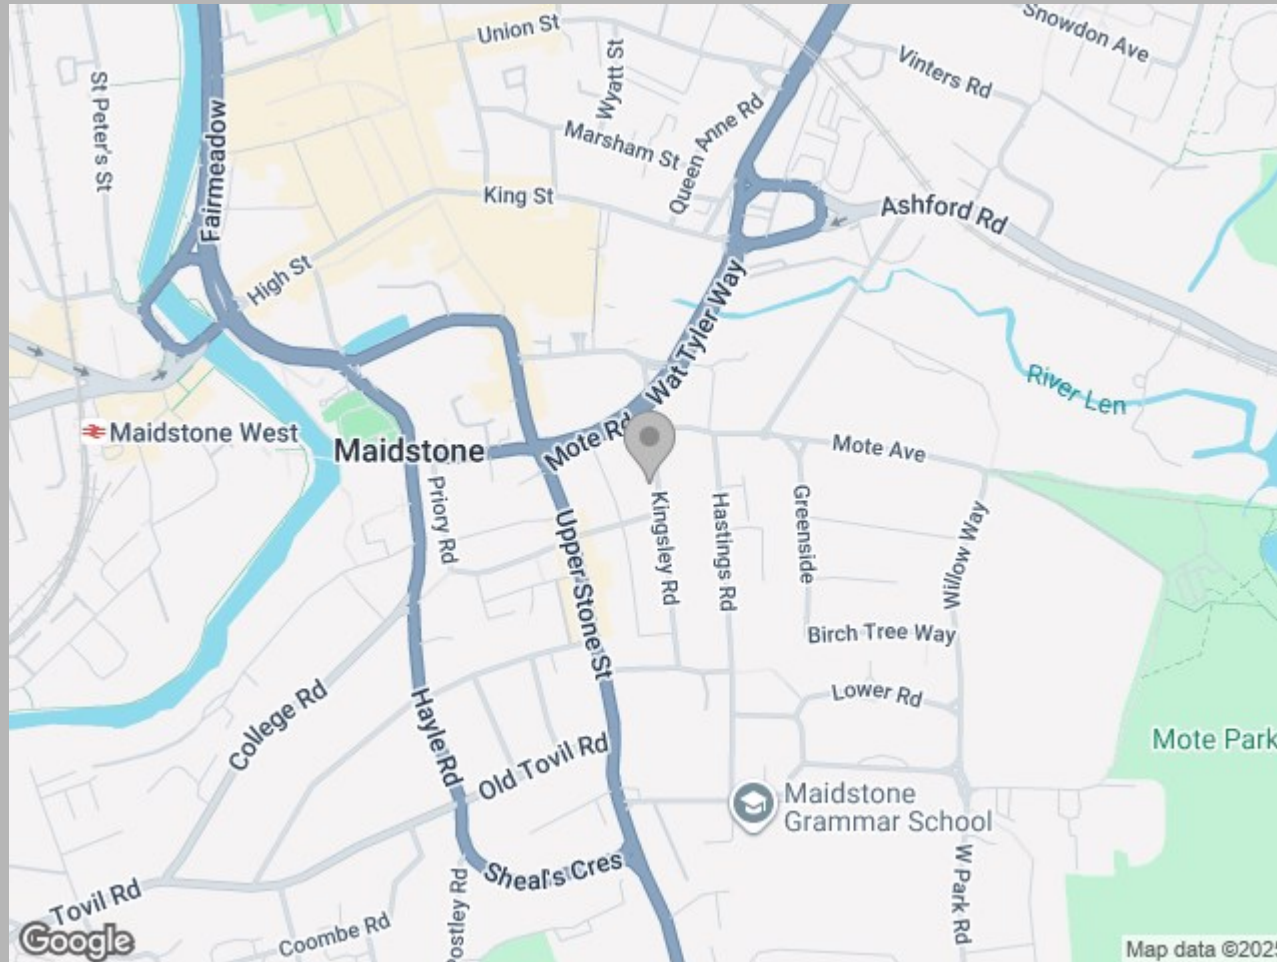 Union St
Snowdon Ave
Vinters Rd
Wyatt St
St Peter's St
Fairmeadow
Marsham St
Queen Anne Rd
King St
Ashford Rd
High St
Wat Tyler Way
River Len
Maidstone West
Maidstone
Mote Rd
Mote Ave
Priory Rd
Upper Stone St
Kingsley Rd
Hastings Rd
Greenside
Willow Way
Birch Tree Way
College Rd
Hayle Rd
Lower Rd
Old Tovil Rd
Mote Park
Maidstone
Grammar School
Sheal's Cres
Tovil Rd
Postley Rd
Coombe Rd
W Park Rd
Google
Map data ©2025